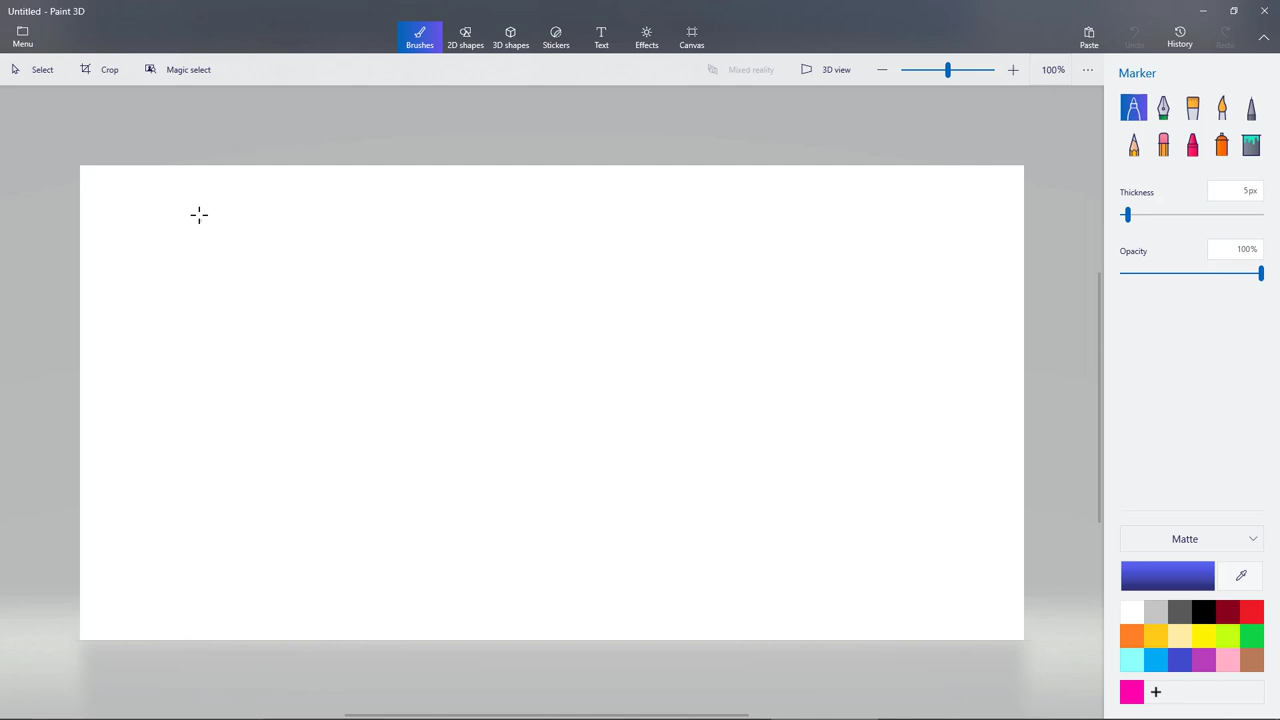 Untitled - Paint 3D
Menu
Brushes
2D shapes
3D shapes
Stickers
Text
Effects
Canvas
Paste
Undo
History
Redo
Select
Crop
Magic select
Mixed reality
3D view
100%
Marker
Thickness
5px
Opacity
100%
Matte